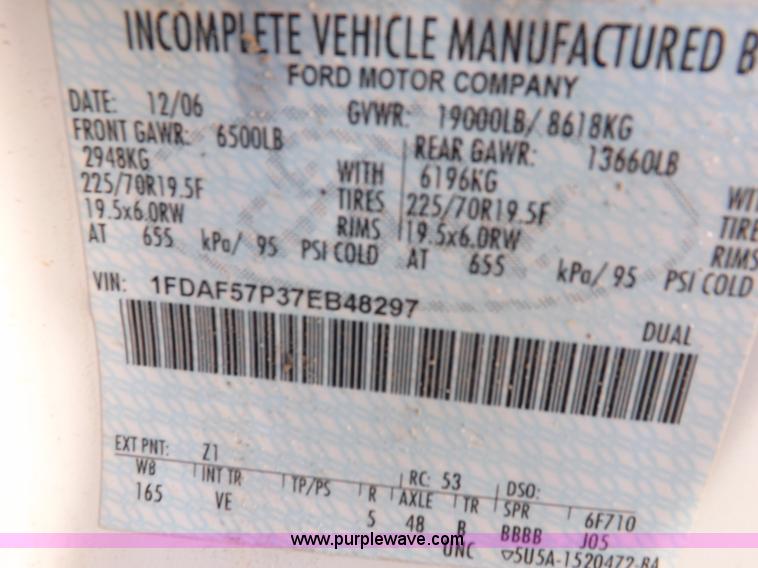 INCOMPLETE VEHICLE MANUFACTURED B
FORD MOTOR COMPANY
DATE: 12/06 GVWR: 19000LB/ 8618KG
FRONT GAWR: 6500LB REAR GAWR: 13660LB
2948KG WITH 6196KG WIT
225/70R19.5F TIRES 225/70R19.5F TIRE
19.5x6.0RW RIMS 19.5x6.0RW RIMS
AT 655 kPa/ 95 PSI COLD AT 655 kPa/ 95 PSI COLD
VIN: 1FDAF57P37EB48297
DUAL
EXT PNT: Z1 RC: 53 DSO:
WB INT TR TP/PS R AXLE TR SPR 6F710
165 VE 5 48 B BBBB J05
UNC 5U5A-1520472-BA
www.purplewave.com